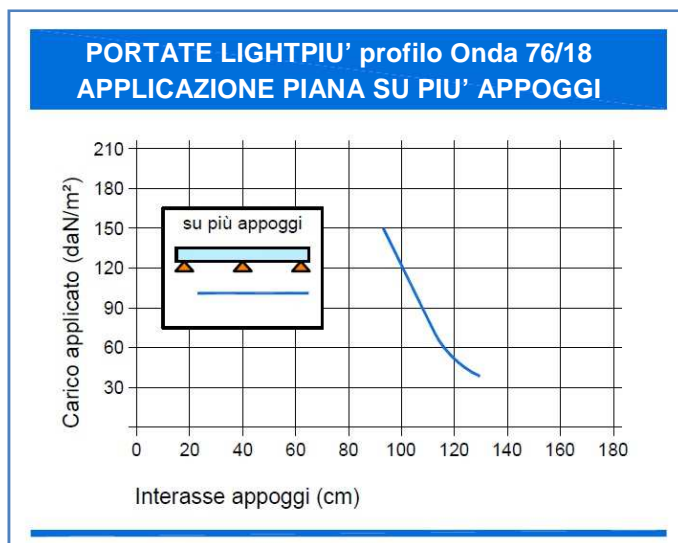 PORTATE LIGHTPIU' profilo Onda 76/18
APPLICAZIONE PIANA SU PIU' APPOGGI
Carico applicato (daN/m²)
210
180
150
120
90
60
30
su più appoggi
0 20 40 60 80 100 120 140 160 180
Interasse appoggi (cm)